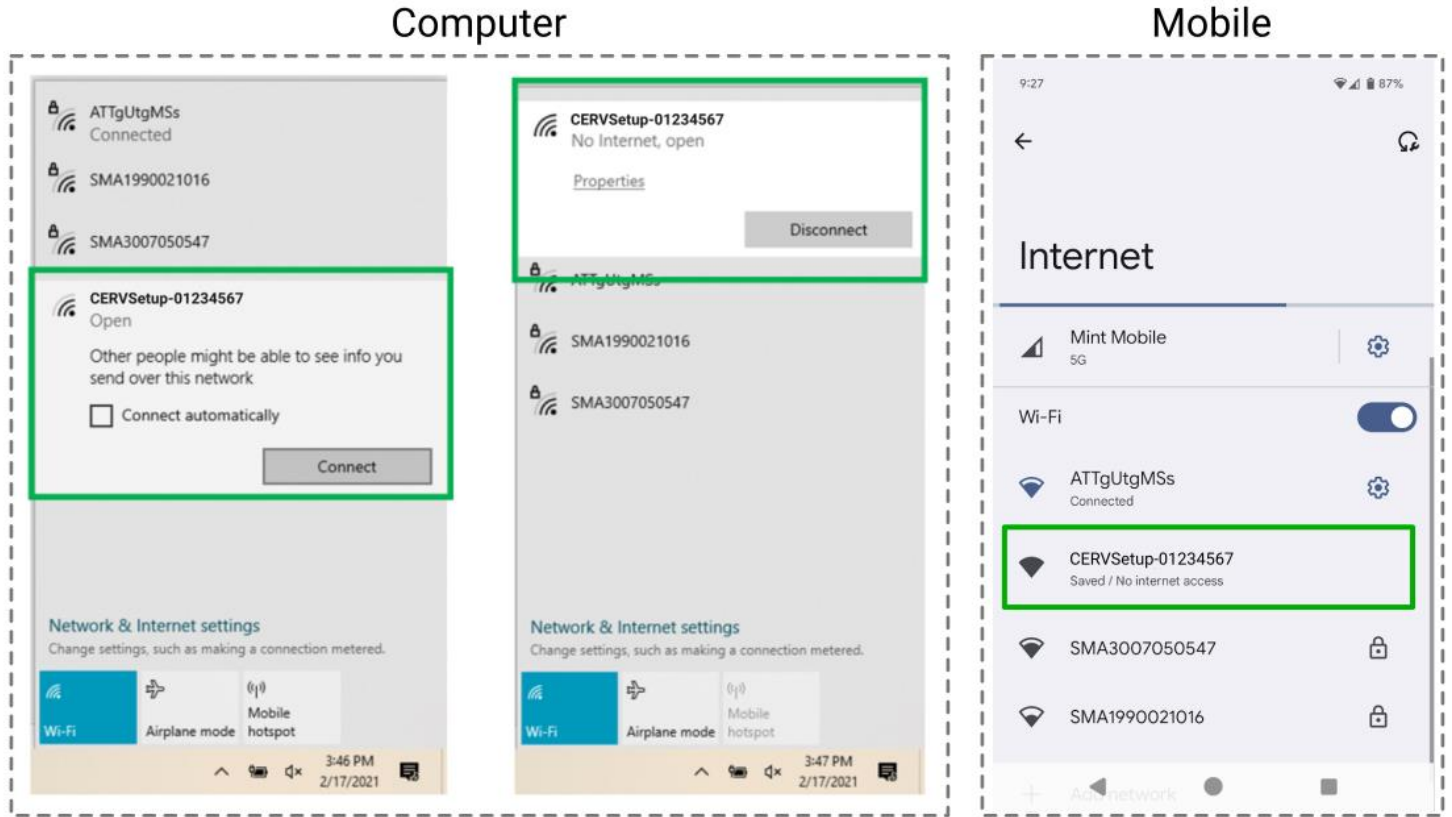 Computer
ATTgUtgMSs
Connected
SMA1990021016
SMA3007050547
CERVSetup-01234567
Open
Other people might be able to see info you
send over this network
Connect automatically
Connect
Network & Internet settings
Change settings, such as making a connection metered.
Wi-Fi
Airplane mode
Mobile
hotspot
3:46 PM
2/17/2021
CERVSetup-01234567
No Internet, open
Properties
Disconnect
ATTgUtgMSs
SMA1990021016
SMA3007050547
Network & Internet settings
Change settings, such as making a connection metered.
Wi-Fi
Airplane mode
Mobile
hotspot
3:47 PM
2/17/2021
Mobile
9:27
87%
Internet
Mint Mobile
5G
Wi-Fi
ATTgUtgMSs
Connected
CERVSetup-01234567
Saved / No internet access
SMA3007050547
SMA1990021016
Add network